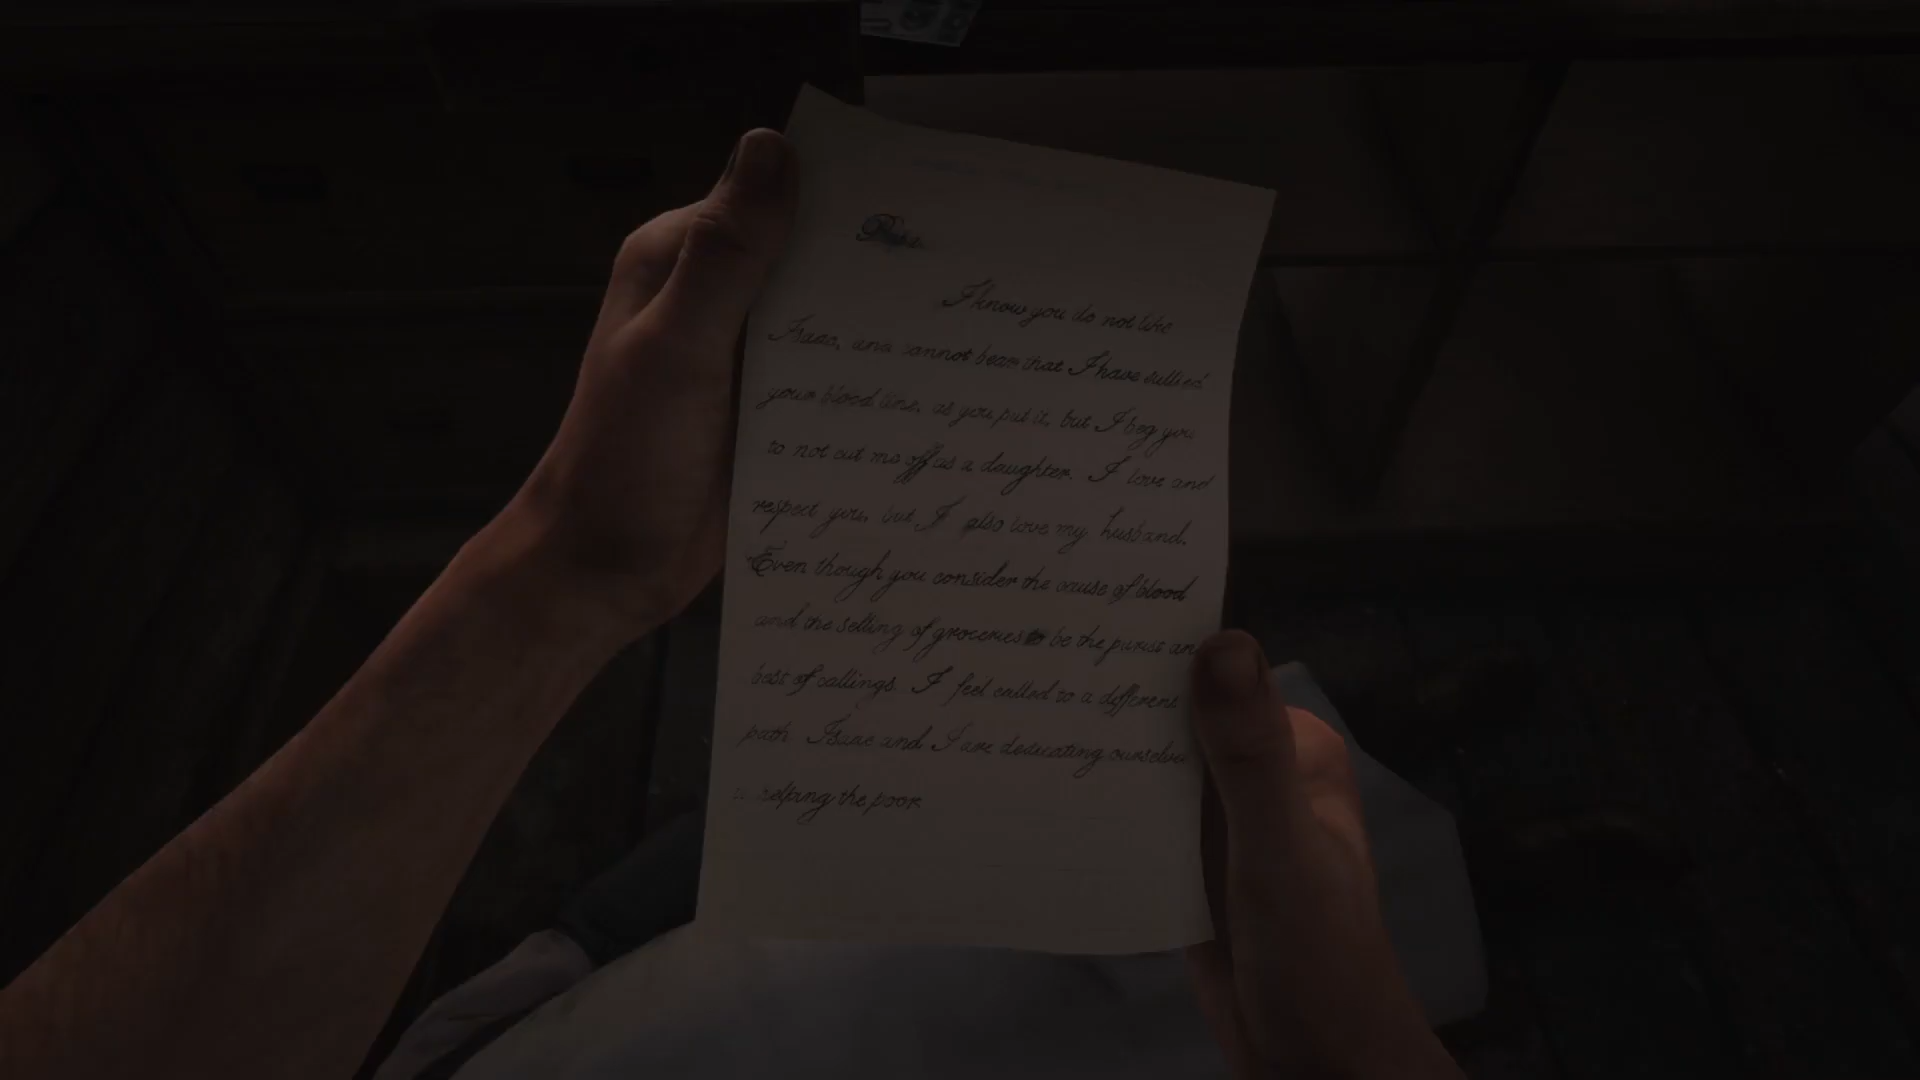 Papa,
I know you do not like
Isaac, and cannot bear that I have sullied
your blood line, as you put it, but I beg you
to not cut me off as a daughter. I love and
respect you, but I also love my husband.
Even though you consider the cause of blood
and the selling of groceries to be the purist an
best of callings. I feel called to a different
path. Isaac and I are dedicating ourselve
to helping the poor